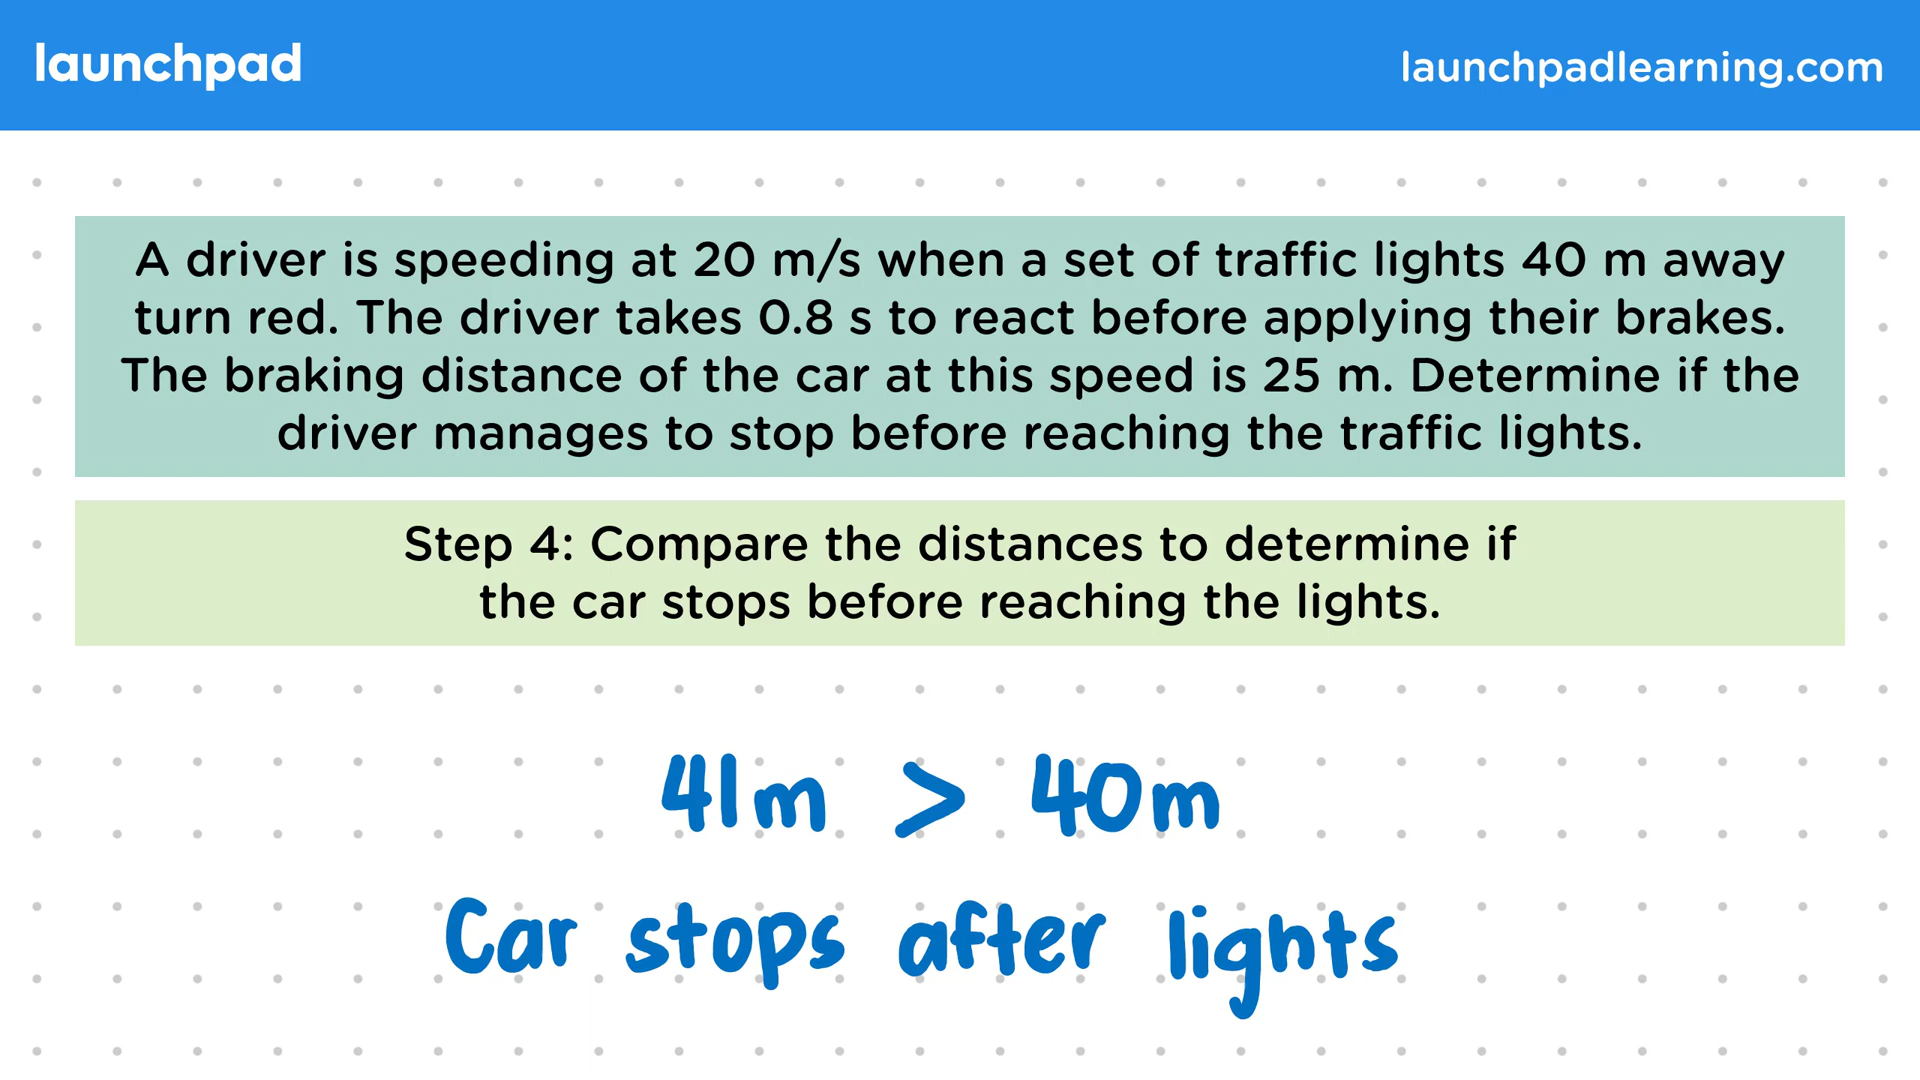 launchpad
launchpadlearning.com
A driver is speeding at 20 m/s when a set of traffic lights 40 m away
turn red. The driver takes 0.8 s to react before applying their brakes.
The braking distance of the car at this speed is 25 m. Determine if the
driver manages to stop before reaching the traffic lights.
Step 4: Compare the distances to determine if
the car stops before reaching the lights.
41m > 40m
Car stops after lights